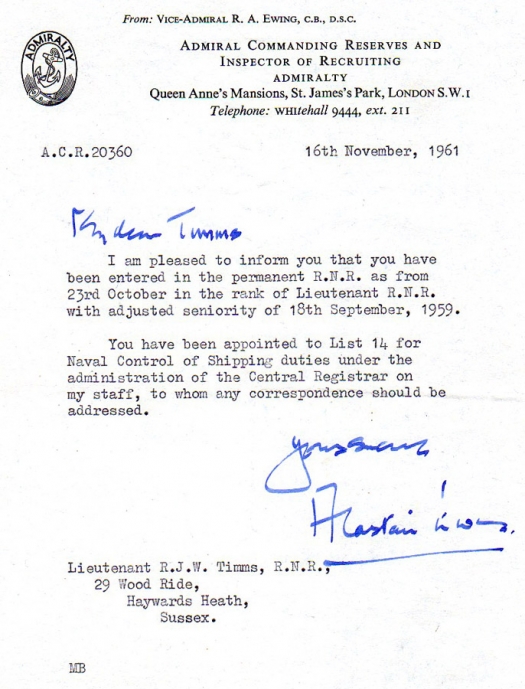 From: VICE-ADMIRAL R. A. EWING, C.B., D.S.C.
ADMIRALTY
ADMIRAL COMMANDING RESERVES AND
INSPECTOR OF RECRUITING
ADMIRALTY
Queen Anne's Mansions, St. James's Park, LONDON S.W.1
Telephone: WHItehall 9444, ext. 211
A.C.R.20360 16th November, 1961
My dear Timms
I am pleased to inform you that you have
been entered in the permanent R.N.R. as from
23rd October in the rank of Lieutenant R.N.R.
with adjusted seniority of 18th September, 1959.
You have been appointed to List 14 for
Naval Control of Shipping duties under the
administration of the Central Registrar on
my staff, to whom any correspondence should be
addressed.
Yours
Alastair Ewing.
Lieutenant R.J.W. Timms, R.N.R.,
29 Wood Ride,
Haywards Heath,
Sussex.
MB